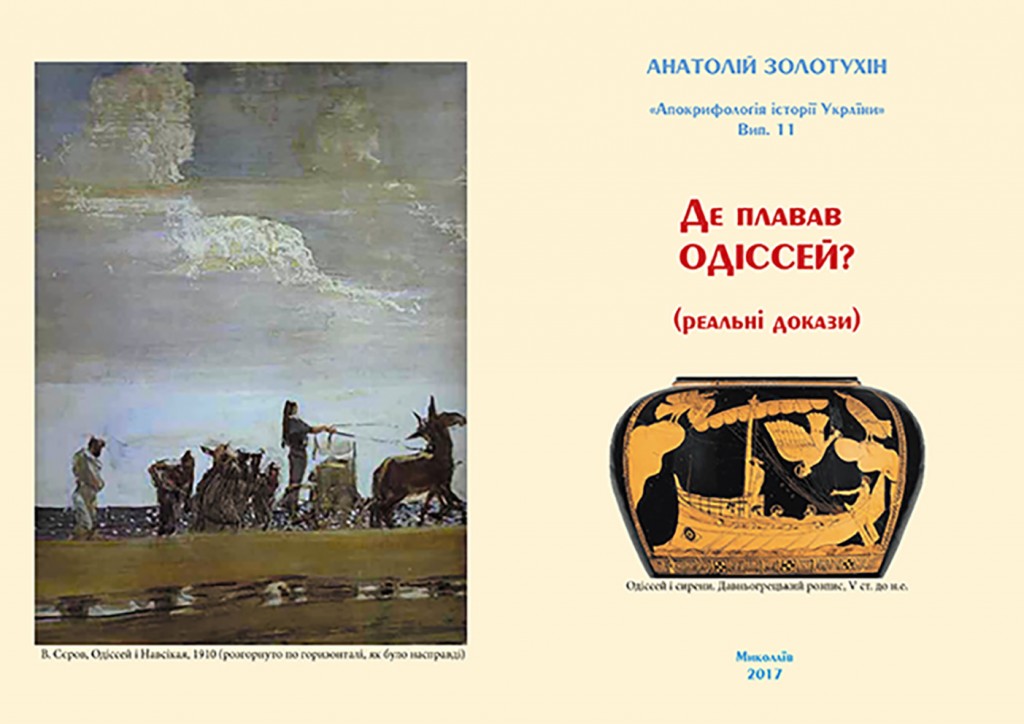 В. Сєров, Одіссей і Навсікая, 1910 (розгорнуто по горизонталі, як було насправді)
АНАТОЛІЙ ЗОЛОТУХІН
«Апокрифологія історії України»
Вип. 11
Де плавав
ОДІССЕЙ?
(реальні докази)
Одіссей і сирени. Давньогрецький розпис, V ст. до н.е.
Миколаїв
2017